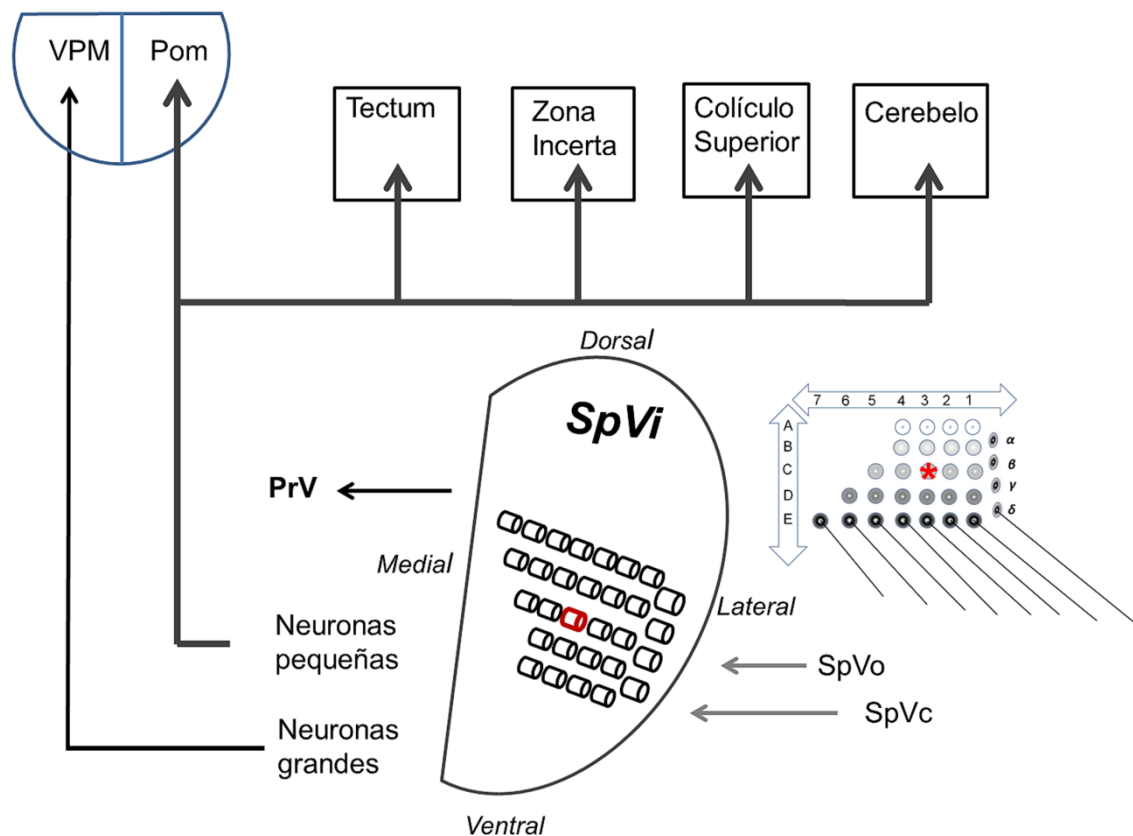 VPM Pom
Tectum
Zona
Incerta
Colículo
Superior
Cerebelo
Dorsal
SpVi
7 6 5 4 3 2 1
A
B
C
D
E
α
β
γ
δ
PrV
Medial
Lateral
Neuronas
pequeñas
SpVo
SpVc
Neuronas
grandes
Ventral